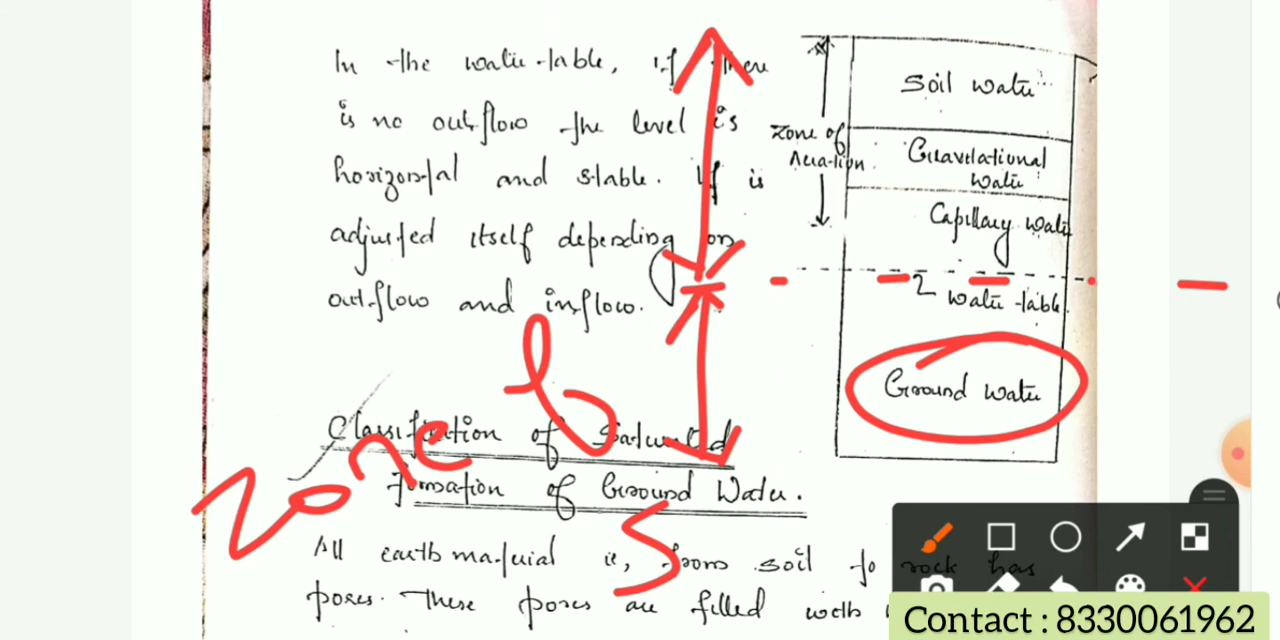 In the water-table, if there
is no outflow the level is
horizontal and stable. If is
adjusted itself depending on
outflow and inflow.
Soil water
Zone of
Aeration
Gravitational
water
Capillary water
water-table.
Ground water
Classification of Saturated
Formation of Ground Water.
Zone of S
All earth material ie, from soil to rock has
pores. These pores are filled with
Contact : 8330061962